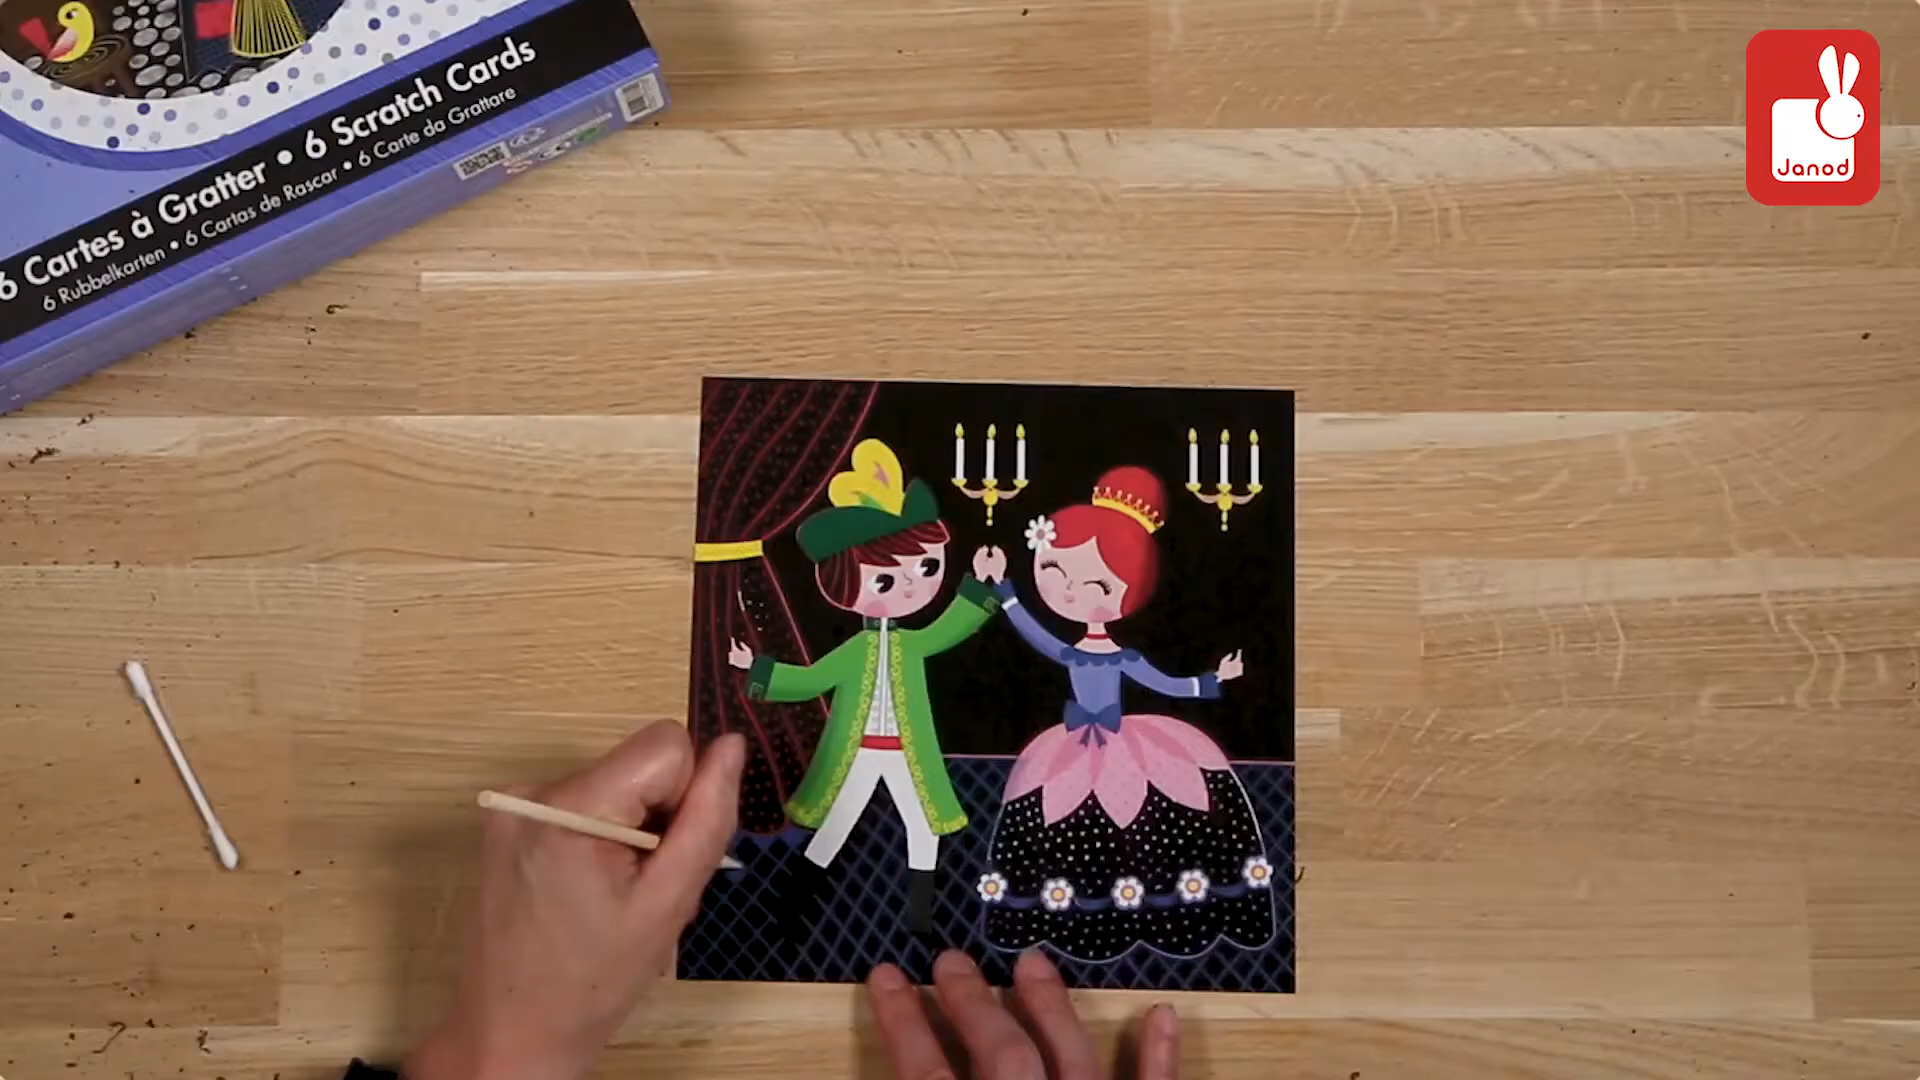 6 Cartes à Gratter • 6 Scratch Cards
6 Rubbelkarten • 6 Cartas de Rascar • 6 Carte da Grattare
Janod